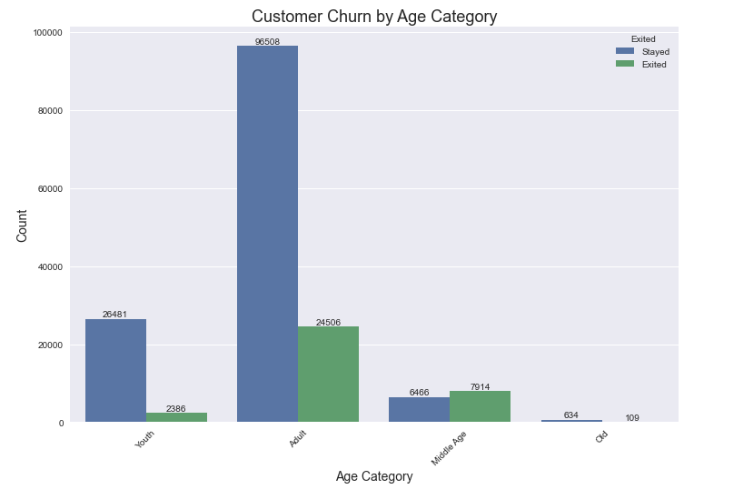 Customer Churn by Age Category
100000
80000
60000
40000
20000
0
Count
Exited
Stayed
Exited
26481
2386
96508
24506
6466
7914
634
109
Youth
Adult
Middle Age
Old
Age Category